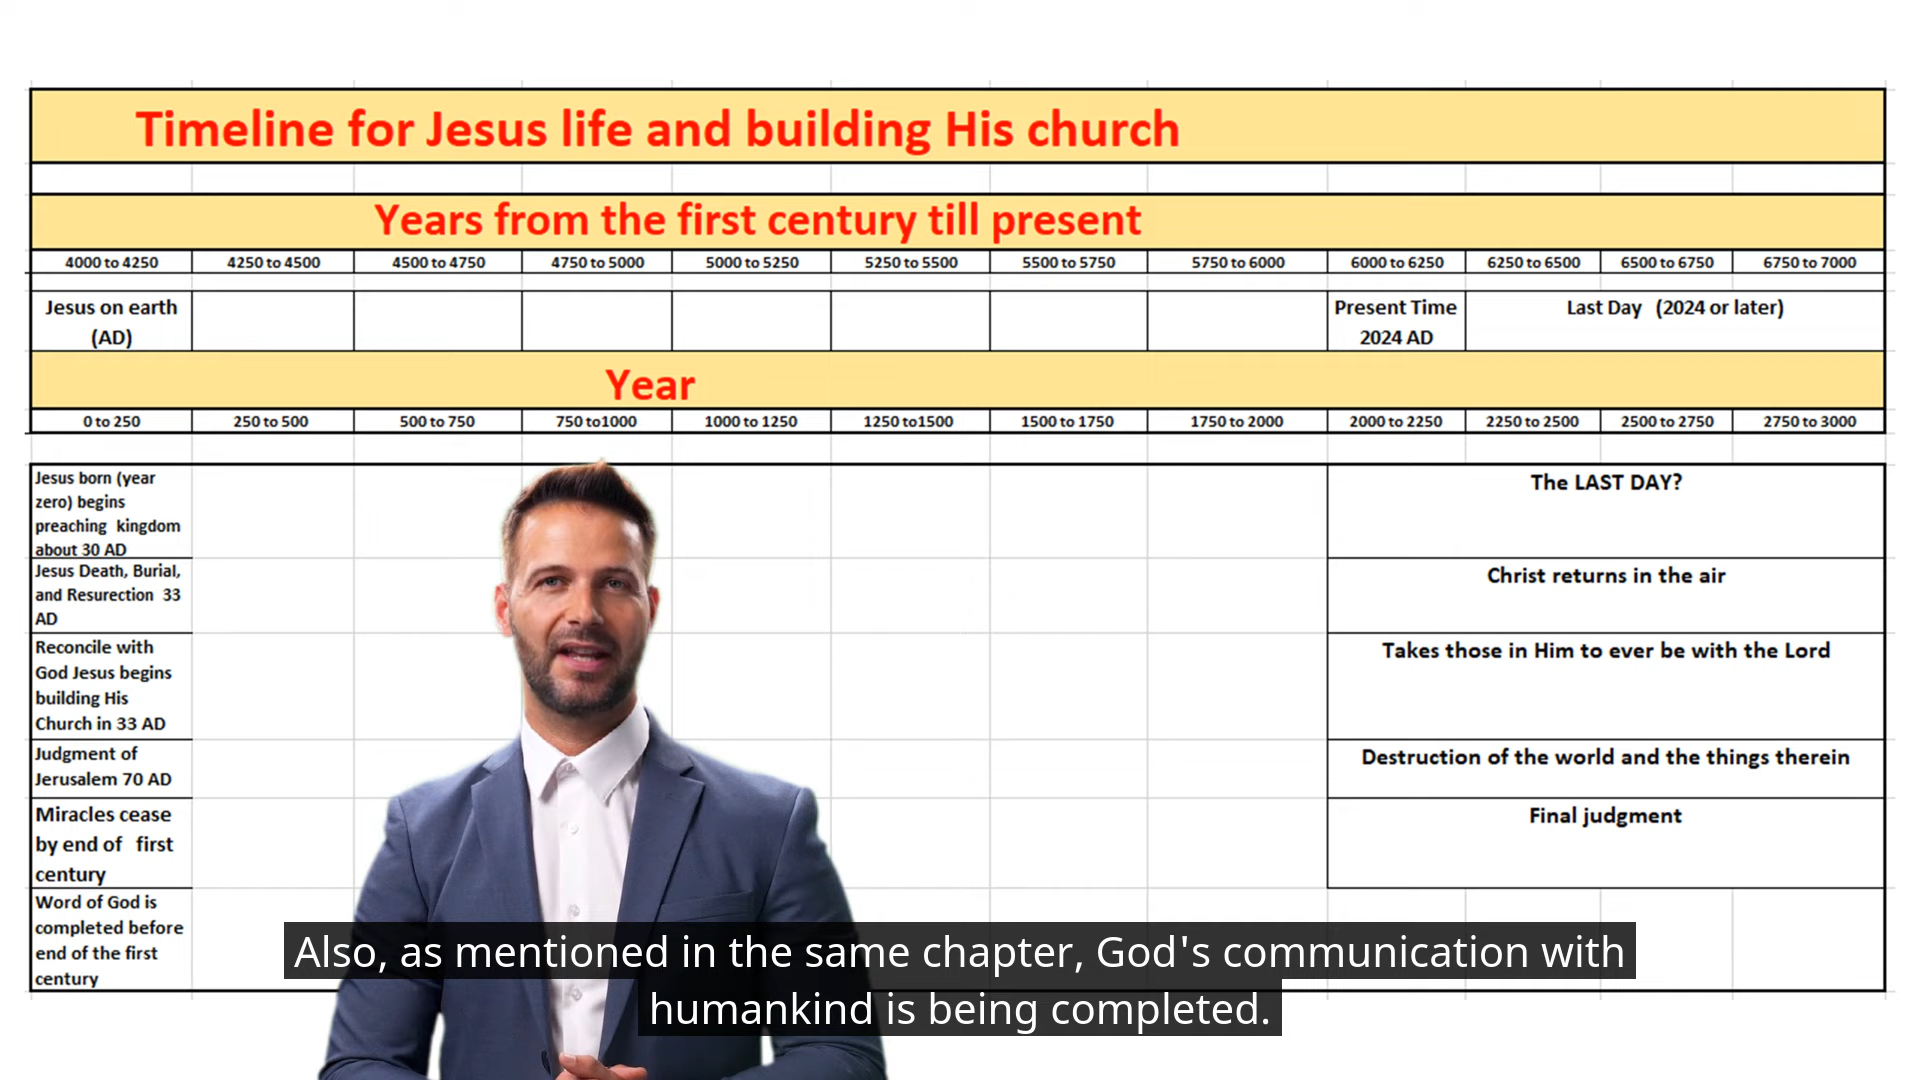 Timeline for Jesus life and building His church
Years from the first century till present
4000 to 4250 4250 to 4500 4500 to 4750 4750 to 5000 5000 to 5250 5250 to 5500 5500 to 5750 5750 to 6000 6000 to 6250 6250 to 6500 6500 to 6750 6750 to 7000
Jesus on earth
(AD)
Present Time
2024 AD
Last Day (2024 or later)
Year
0 to 250 250 to 500 500 to 750 750 to1000 1000 to 1250 1250 to1500 1500 to 1750 1750 to 2000 2000 to 2250 2250 to 2500 2500 to 2750 2750 to 3000
Jesus born (year
zero) begins
preaching kingdom
about 30 AD
Jesus Death, Burial,
and Resurection 33
AD
Reconcile with
God Jesus begins
building His
Church in 33 AD
Judgment of
Jerusalem 70 AD
Miracles cease
by end of first
century
Word of God is
completed before
end of the first
century
The LAST DAY?
Christ returns in the air
Takes those in Him to ever be with the Lord
Destruction of the world and the things therein
Final judgment
Also, as mentioned in the same chapter, God's communication with
humankind is being completed.